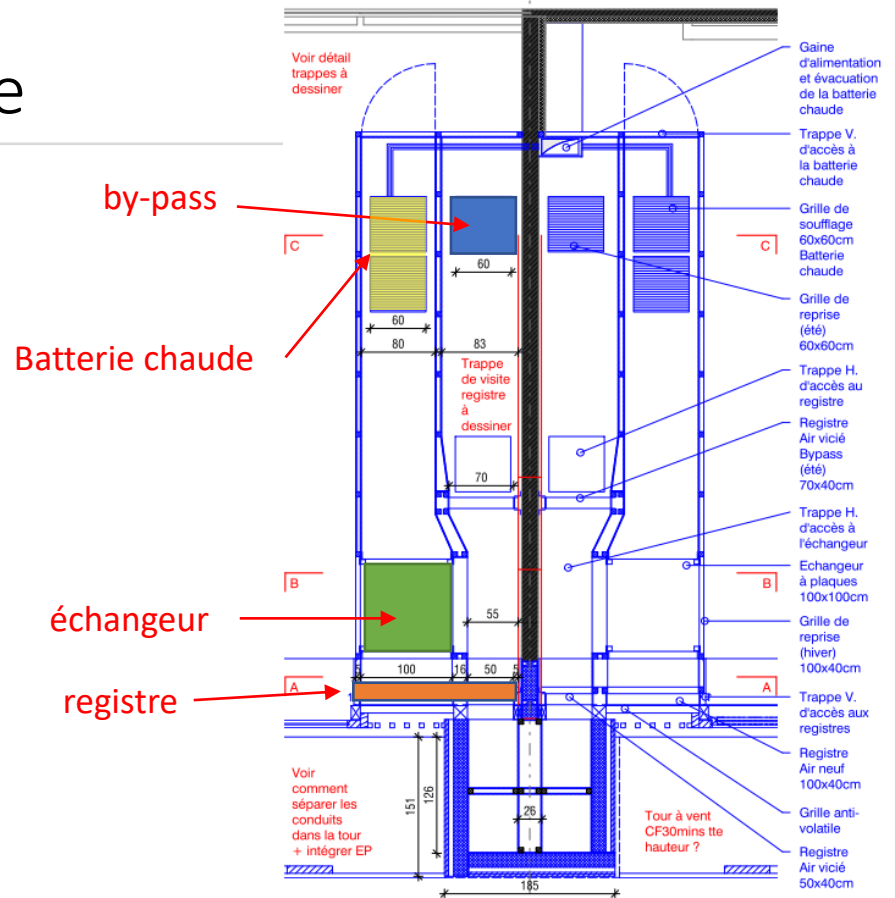 e
Voir détail
trappes à
dessiner
by-pass
Batterie chaude
échangeur
registre
C
C
60
60
80
83
Trappe
de visite
registre
à
dessiner
70
B
B
55
5
100
16
50
5
A
A
1
Voir
comment
séparer les
conduits
dans la tour
+ intégrer EP
151
126
26
185
Tour à vent
CF30mins tte
hauteur ?
Gaine
d'alimentation
et évacuation
de la batterie
chaude
Trappe V.
d'accès à
la batterie
chaude
Grille de
soufflage
60x60cm
Batterie
chaude
Grille de
reprise
(été)
60x60cm
Trappe H.
d'accès au
registre
Registre
Air vicié
Bypass
(été)
70x40cm
Trappe H.
d'accès à
l'échangeur
Echangeur
à plaques
100x100cm
Grille de
reprise
(hiver)
100x40cm
Trappe V.
d'accès aux
registres
Registre
Air neuf
100x40cm
Grille anti-
volatile
Registre
Air vicié
50x40cm